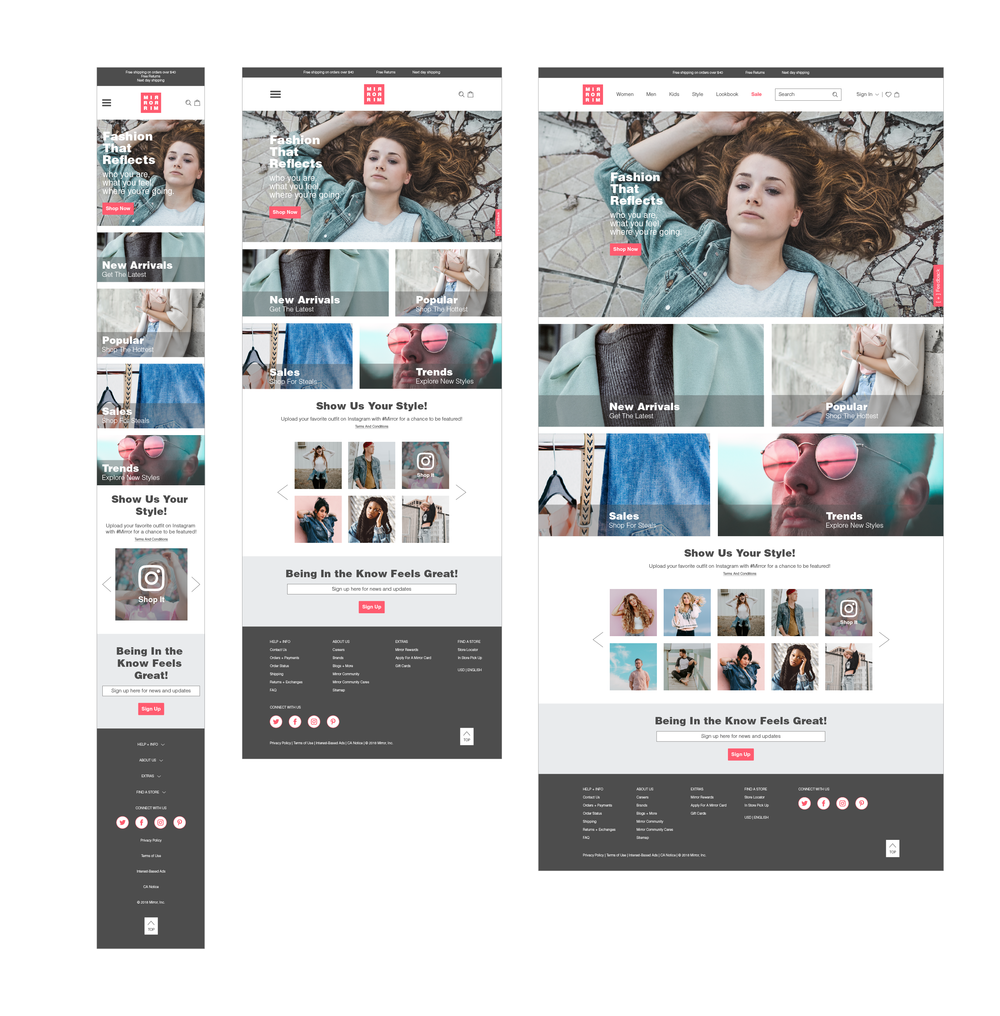 Free shipping on orders over $40
Free Returns
Next day shipping
MIR
ROR
RIM
Fashion
That
Reflects
who you are,
what you feel,
where you're going.
Shop Now
New Arrivals
Get The Latest
Popular
Shop The Hottest
Sales
Shop For Steals
Trends
Explore New Styles
Show Us Your
Style!
Upload your favorite outfit on Instagram
with #Mirror for a chance to be featured!
Terms And Conditions
Shop It
Being In the
Know Feels
Great!
Sign up here for news and updates
Sign Up
HELP + INFO
ABOUT US
EXTRAS
FIND A STORE
CONNECT WITH US
Privacy Policy
Terms of Use
Interest-Based Ads
CA-Notice
© 2018 Mirror, Inc.
TOP
Free shipping on orders over $40 Free Returns Next day shipping
MIR
ROR
RIM
Fashion
That
Reflects
who you are,
what you feel,
where you're going.
Shop Now
[+] Feedback
New Arrivals
Get The Latest
Popular
Shop The Hottest
Sales
Shop For Steals
Trends
Explore New Styles
Show Us Your Style!
Upload your favorite outfit on Instagram with #Mirror for a chance to be featured!
Terms And Conditions
Shop It
Being In the Know Feels Great!
Sign up here for news and updates
Sign Up
HELP + INFO ABOUT US EXTRAS FIND A STORE
Contact Us Careers Mirror Rewards Store Locator
Orders + Payments Brands Apply For A Mirror Card In Store Pick Up
Order Status Blogs + More Gift Cards
USD | ENGLISH
Shipping Mirror Community
Returns + Exchanges Mirror Community Cares
FAQ Sitemap
CONNECT WITH US
Privacy Policy | Terms of Use | Interest-Based Ads | CA Notice | © 2018 Mirror, Inc.
TOP
Free shipping on orders over $40 Free Returns Next day shipping
MIR
ROR
RIM
Women Men Kids Style Lookbook Sale Search Sign In
Fashion
That
Reflects
who you are,
what you feel,
where you're going.
Shop Now
[+] Feedback
New Arrivals
Get The Latest
Popular
Shop The Hottest
Sales
Shop For Steals
Trends
Explore New Styles
Show Us Your Style!
Upload your favorite outfit on Instagram with #Mirror for a chance to be featured!
Terms And Conditions
Shop It
Being In the Know Feels Great!
Sign up here for news and updates
Sign Up
HELP + INFO ABOUT US EXTRAS FIND A STORE CONNECT WITH US
Contact Us Careers Mirror Rewards Store Locator
Orders + Payments Brands Apply For A Mirror Card In Store Pick Up
Order Status Blogs + More Gift Cards
USD | ENGLISH
Shipping Mirror Community
Returns + Exchanges Mirror Community Cares
FAQ Sitemap
Privacy Policy | Terms of Use | Interest-Based Ads | CA Notice | © 2018 Mirror, Inc.
TOP